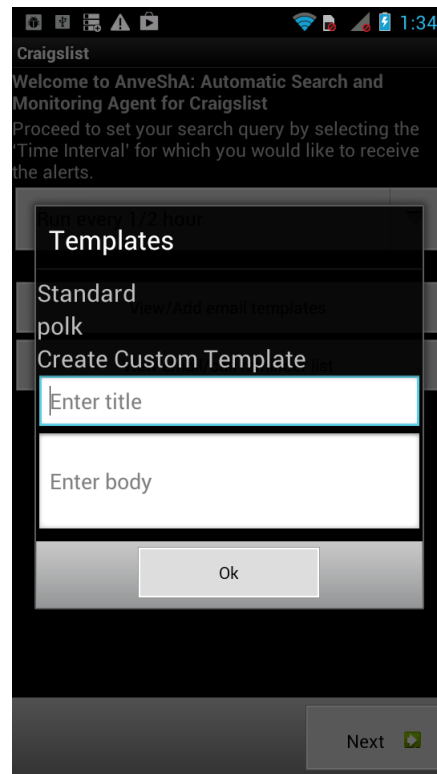 1:34
Craigslist
Welcome to AnveShA: Automatic Search and
Monitoring Agent for Craigslist
Proceed to set your search query by selecting the
'Time Interval' for which you would like to receive
the alerts.
Run every 1/2 hour
Templates
Standard
View/Add email templates
polk
Create Custom Template
list
Enter title
Enter body
Ok
Next